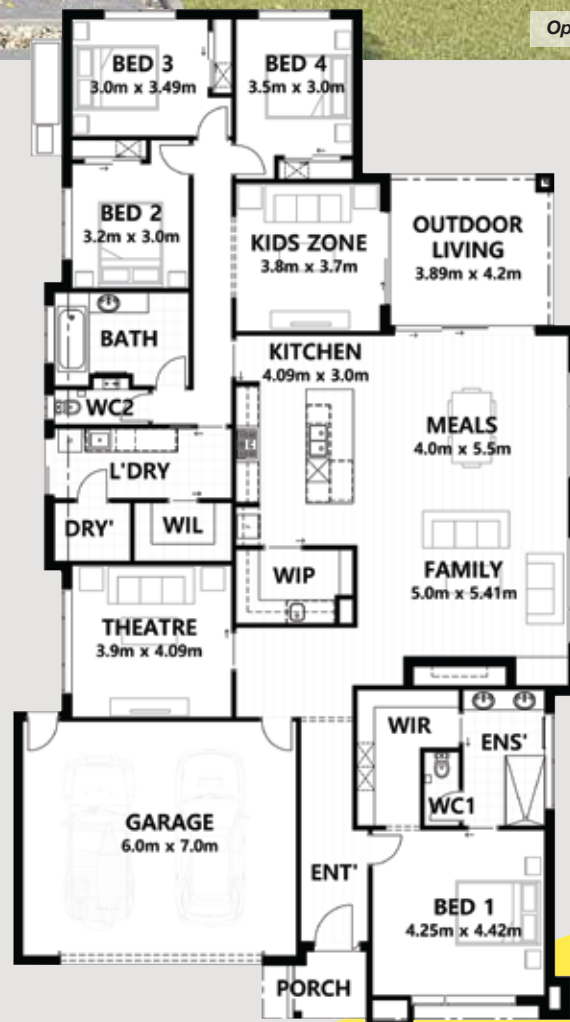 Op
BED 3
3.0m x 3.49m
BED 4
3.5m x 3.0m
BED 2
3.2m x 3.0m
KIDS ZONE
3.8m x 3.7m
OUTDOOR
LIVING
3.89m x 4.2m
BATH
KITCHEN
4.09m x 3.0m
WC2
MEALS
4.0m x 5.5m
L'DRY
DRY'
WIL
WIP
FAMILY
5.0m x 5.41m
THEATRE
3.9m x 4.09m
WIR
ENS'
WC1
GARAGE
6.0m x 7.0m
ENT'
BED 1
4.25m x 4.42m
PORCH